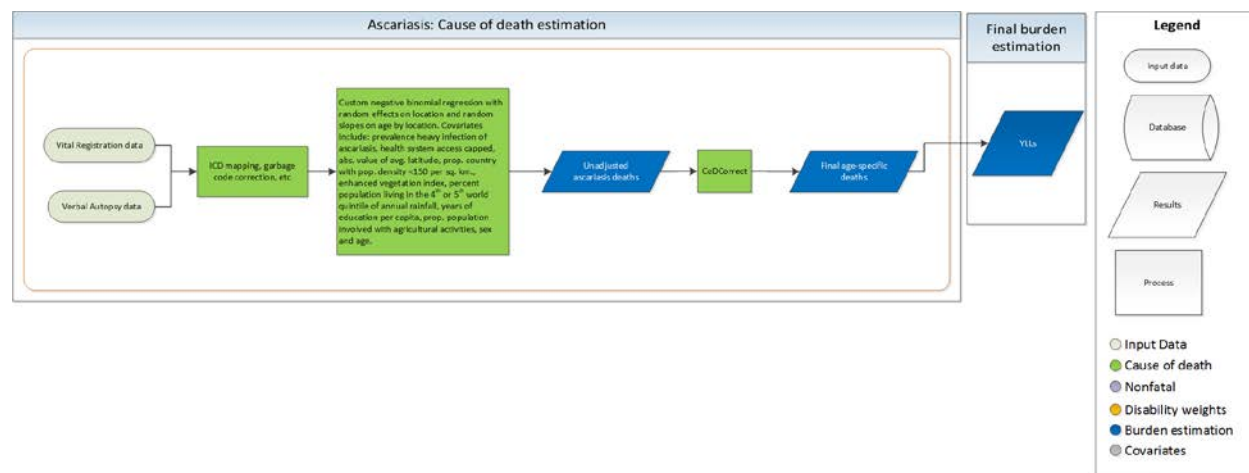 Ascariasis: Cause of death estimation
Final burden
estimation
Legend
Vital Registration data
Verbal Autopsy data
ICD mapping, garbage
code correction, etc
Custom negative binomial regression with
random effects on location and random
slopes on age by location. Covariates
include: prevalence heavy infection of
ascariasis, health system access capped,
abs. value of avg. latitude, prop. country
with pop. density <150 per sq. km.,
enhanced vegetation index, percent
population living in the 4th or 5th world
quintile of annual rainfall, years of
education per capita, prop. population
involved with agricultural activities, sex
and age.
Unadjusted
ascariasis deaths
CoDCorrect
Final age-specific
deaths
YLLs
Input data
Database
Results
Process
Input Data
Cause of death
Nonfatal
Disability weights
Burden estimation
Covariates